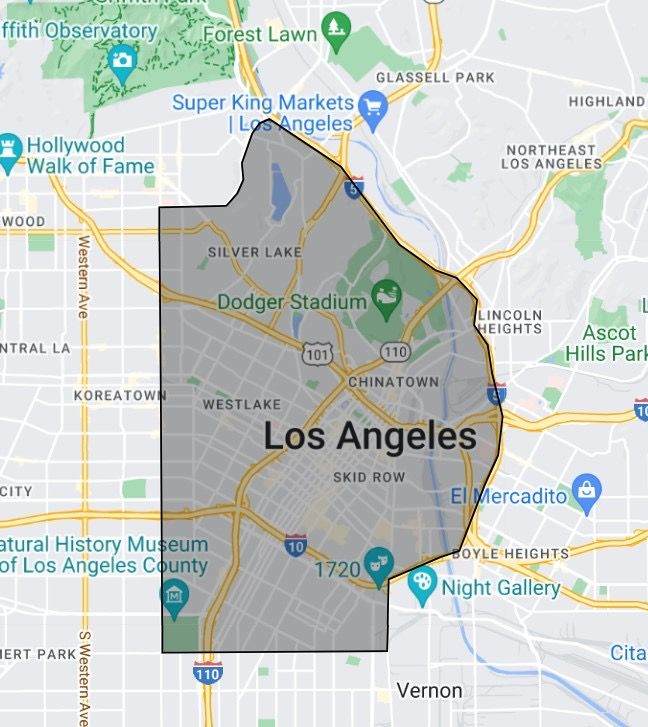 Griffith Park
ffith Observatory
Forest Lawn
GLASSELL PARK
Super King Markets
| Los Angeles
HIGHLAND
Hollywood
Walk of Fame
NORTHEAST
LOS ANGELES
5
WOOD
Western Ave
SILVER LAKE
Dodger Stadium
LINCOLN
HEIGHTS
Ascot
Hills Park
NTRAL LA
101
110
CHINATOWN
KOREATOWN
WESTLAKE
5
10
Los Angeles
SKID ROW
CITY
El Mercadito
atural History Museum
of Los Angeles County
10
1720
BOYLE HEIGHTS
Night Gallery
S Western Ave
MERT PARK
110
Cita
Vernon